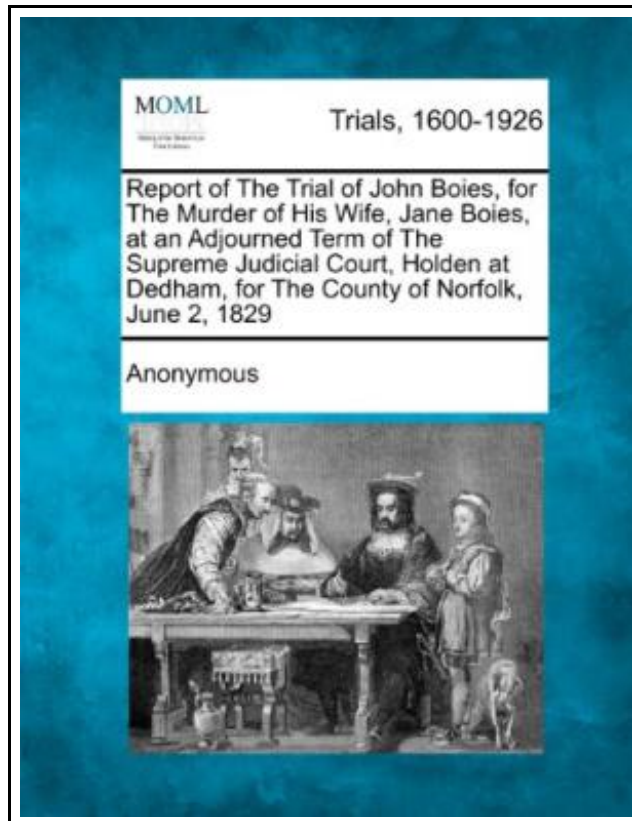 MOML
Trials, 1600-1926
Report of The Trial of John Boies, for
The Murder of His Wife, Jane Boies,
at an Adjourned Term of The
Supreme Judicial Court, Holden at
Dedham, for The County of Norfolk,
June 2, 1829
Anonymous